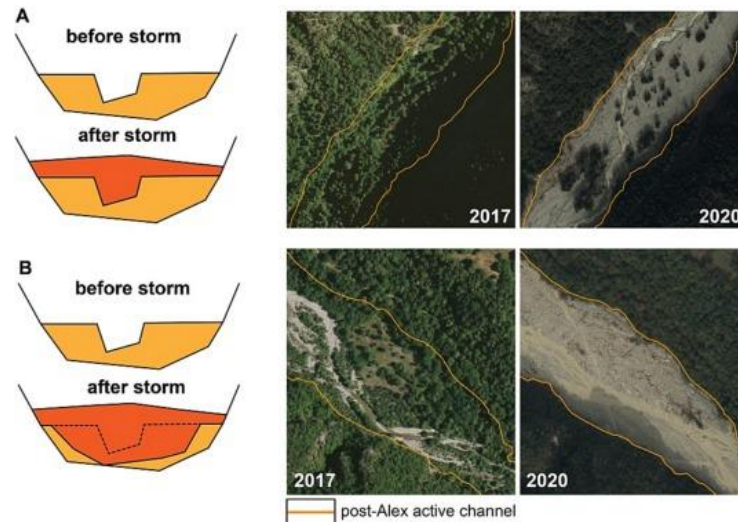 A
before storm
after storm
2017
2020
B
before storm
after storm
2017
2020
post-Alex active channel